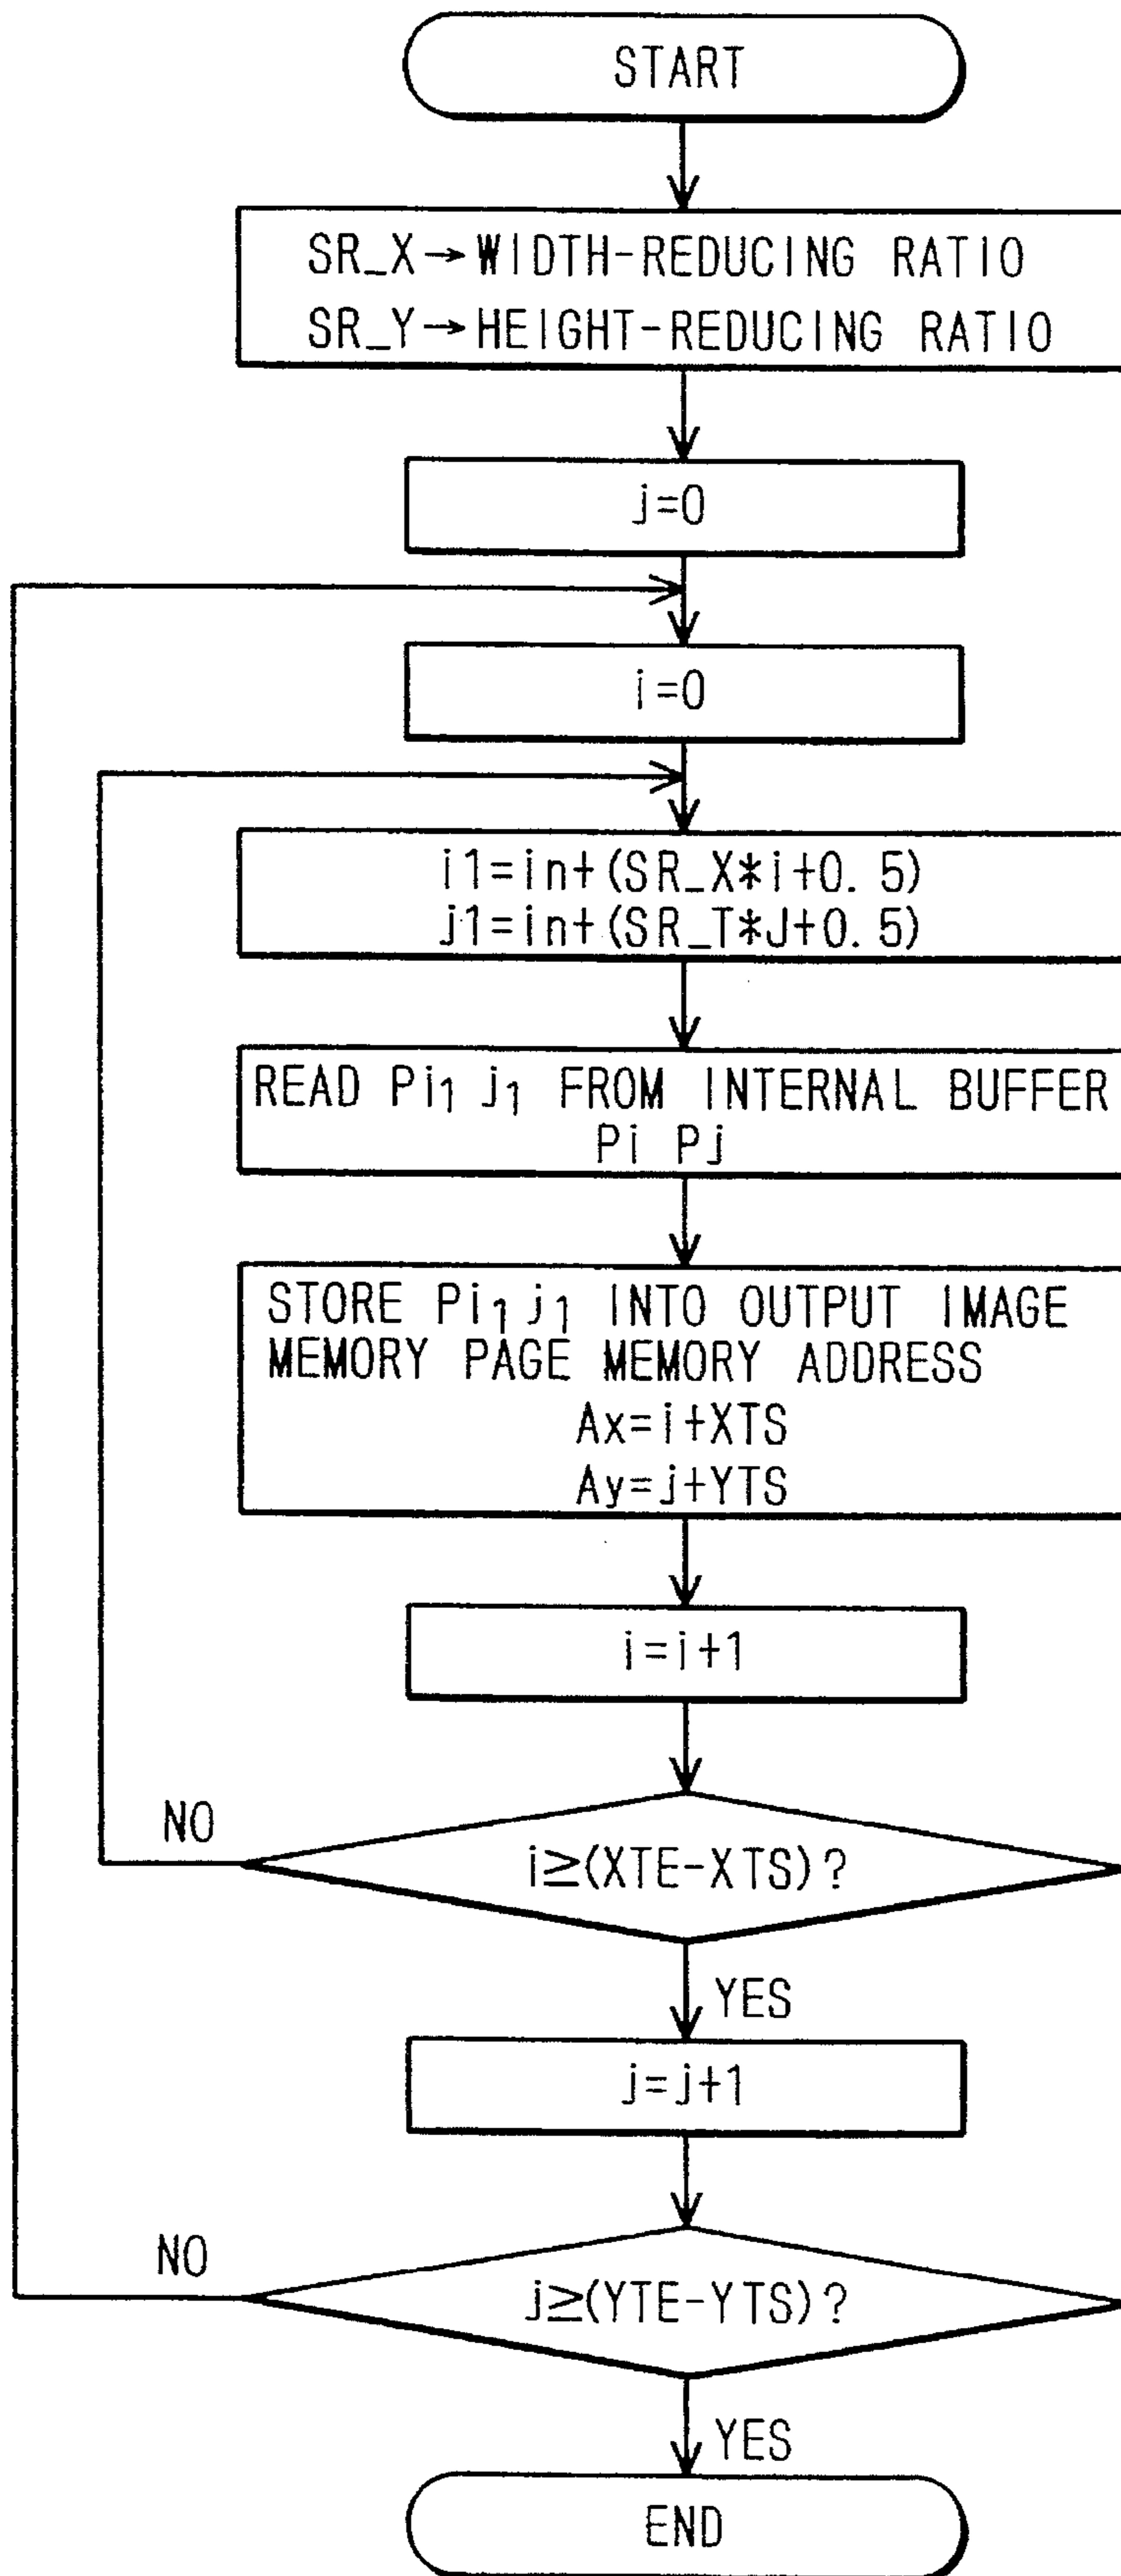 START
SR_X→WIDTH-REDUCING RATIO
SR_Y→HEIGHT-REDUCING RATIO
j=0
i=0
i1=int(SR_X*i+0.5)
j1=int(SR_T*J+0.5)
READ Pi₁ j₁ FROM INTERNAL BUFFER
Pi Pj
STORE Pi₁j₁ INTO OUTPUT IMAGE
MEMORY PAGE MEMORY ADDRESS
Ax=i+XTS
Ay=j+YTS
i=i+1
NO
i≥(XTE-XTS)?
YES
j=j+1
NO
j≥(YTE-YTS)?
YES
END